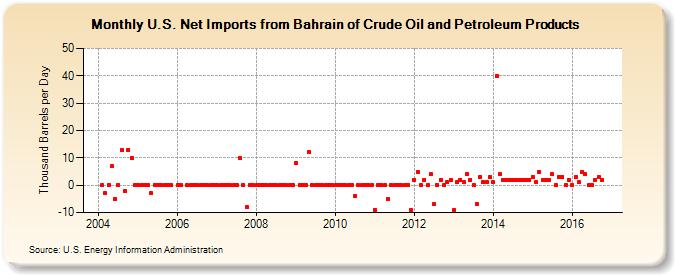 Monthly U.S. Net Imports from Bahrain of Crude Oil and Petroleum Products
Thousand Barrels per Day
50
40
30
20
10
0
-10
2004 2006 2008 2010 2012 2014 2016
Source: U.S. Energy Information Administration